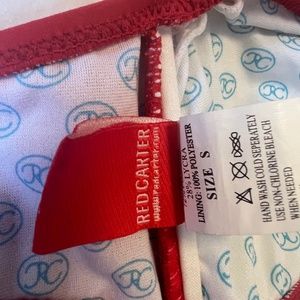 RED CARTER
www.redcarter.com
28% LYCRA
LINING: 100% POLYESTER
SIZE S
HAND WASH COLD SEPERATELY
USE NON-CHLORINE BLEACH
WHEN NEEDED
RC